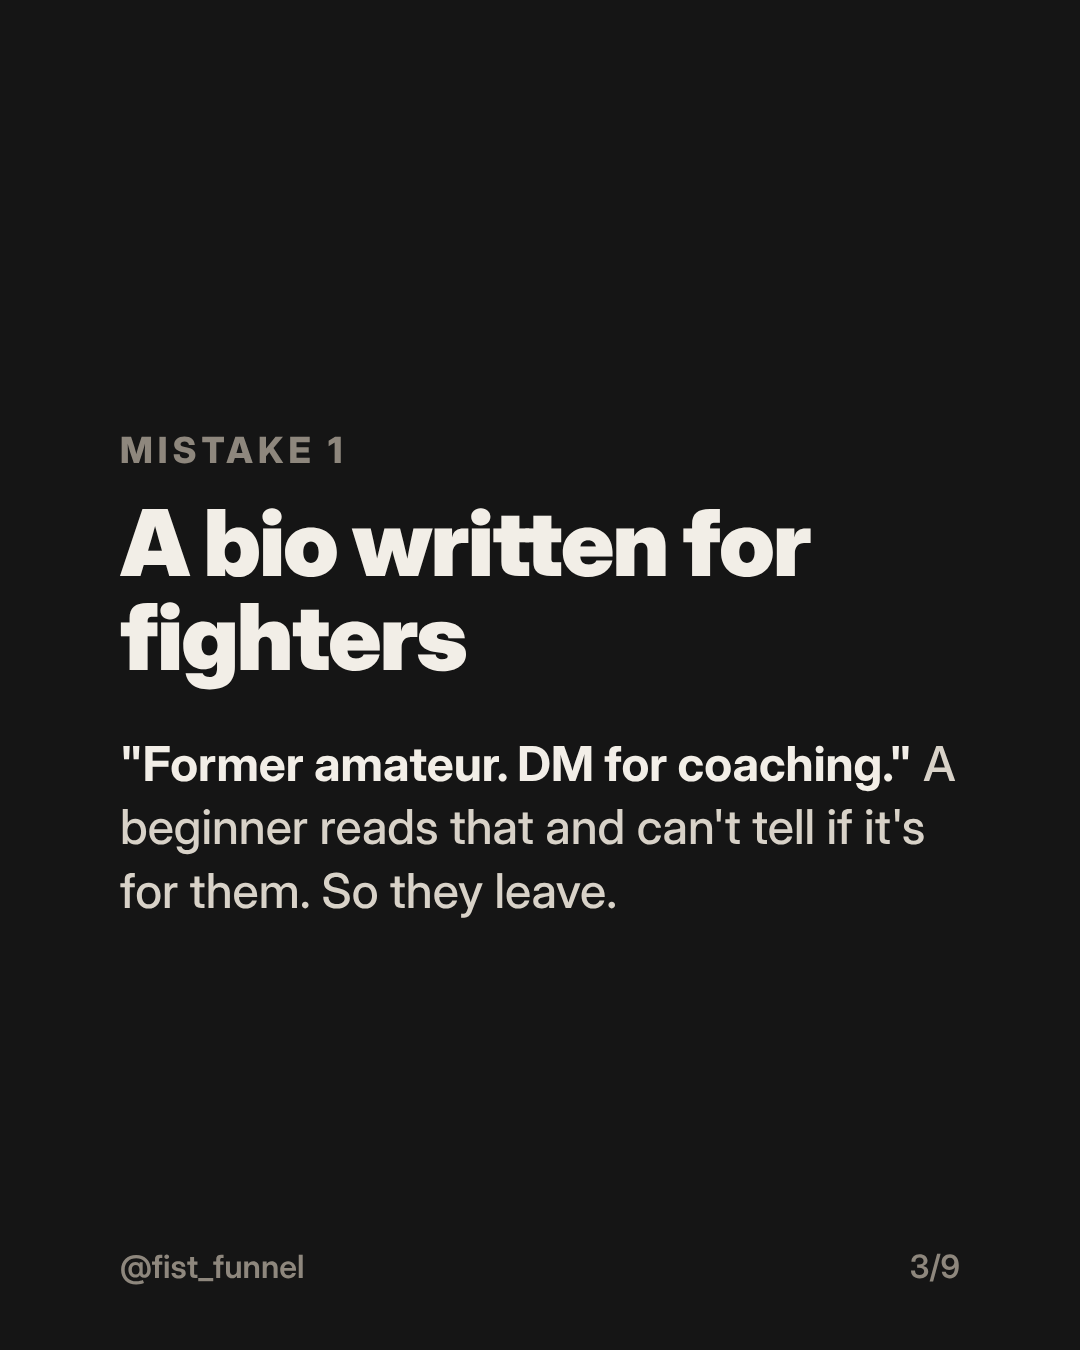 MISTAKE 1
A bio written for
fighters
"Former amateur. DM for coaching." A
beginner reads that and can't tell if it's
for them. So they leave.
@fist_funnel
3/9